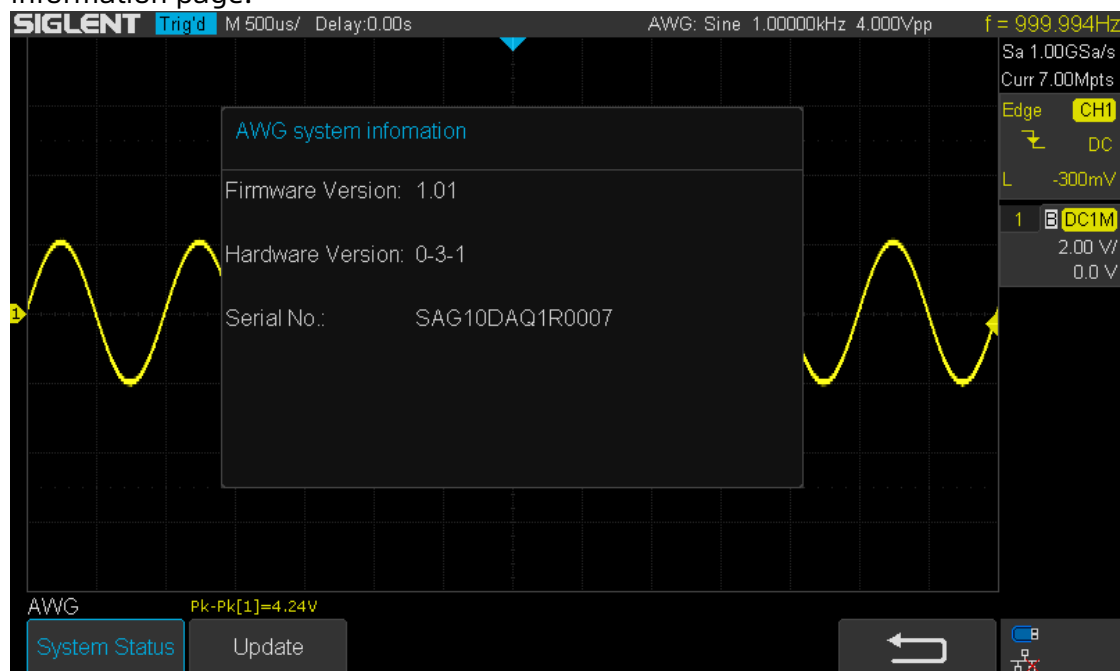 information page.
SIGLENT Trig'd M 500us/ Delay:0.00s AWG: Sine 1.00000kHz 4.000Vpp f = 999.994Hz
Sa 1.00GSa/s
Curr 7.00Mpts
Edge CH1
DC
L -300mV
1 B DC1M
2.00 V/
0.0 V
AWG system infomation
Firmware Version: 1.01
Hardware Version: 0-3-1
Serial No.: SAG10DAQ1R0007
1
AWG Pk-Pk[1]=4.24V
System Status Update